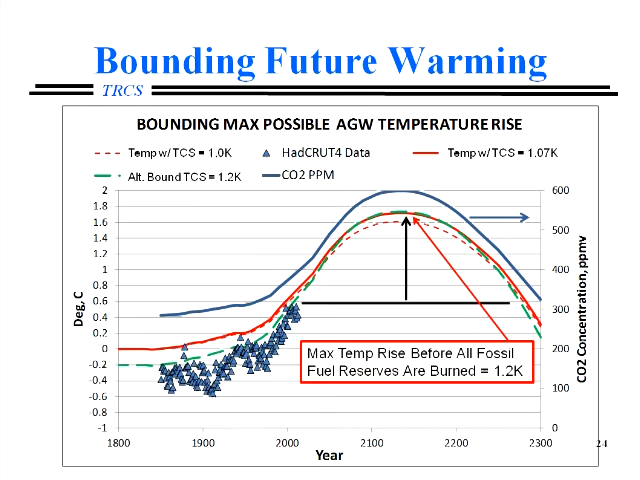 Bounding Future Warming
TRCS
BOUNDING MAX POSSIBLE AGW TEMPERATURE RISE
Temp w/ TCS = 1.0K
HadCRUT4 Data
Temp w/ TCS = 1.07K
Alt. Bound TCS = 1.2K
CO2 PPM
2
1.8
1.6
1.4
1.2
1
0.8
0.6
0.4
0.2
0
-0.2
-0.4
-0.6
-0.8
-1
Deg, C
600
500
400
300
200
100
0
CO2 Concentration, ppmv
Max Temp Rise Before All Fossil
Fuel Reserves Are Burned = 1.2K
1800
1900
2000
2100
2200
2300
Year
24